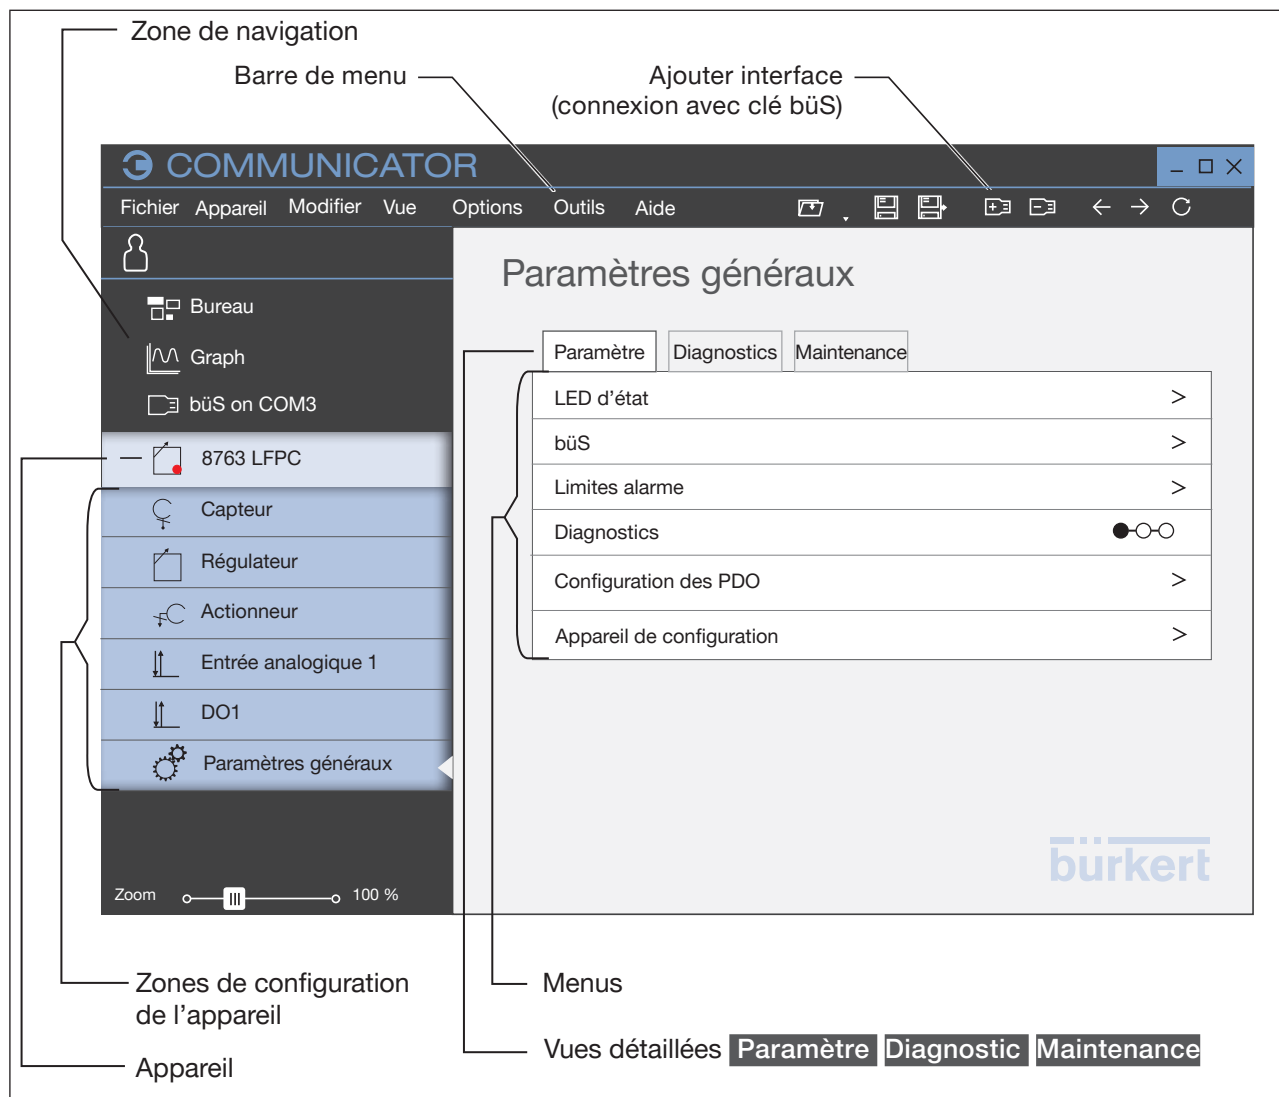 Zone de navigation
Barre de menu
Ajouter interface
(connexion avec clé büS)
COMMUNICATOR
Fichier Appareil Modifier Vue Options Outils Aide
Paramètres généraux
Bureau
Graph
büS on COM3
8763 LFPC
Capteur
Régulateur
Actionneur
Entrée analogique 1
DO1
Paramètres généraux
Zoom 100 %
Paramètre Diagnostics Maintenance
LED d’état
büS
Limites alarme
Diagnostics
Configuration des PDO
Appareil de configuration
bürkert
Zones de configuration
de l’appareil
Appareil
Menus
Vues détaillées Paramètre Diagnostic Maintenance